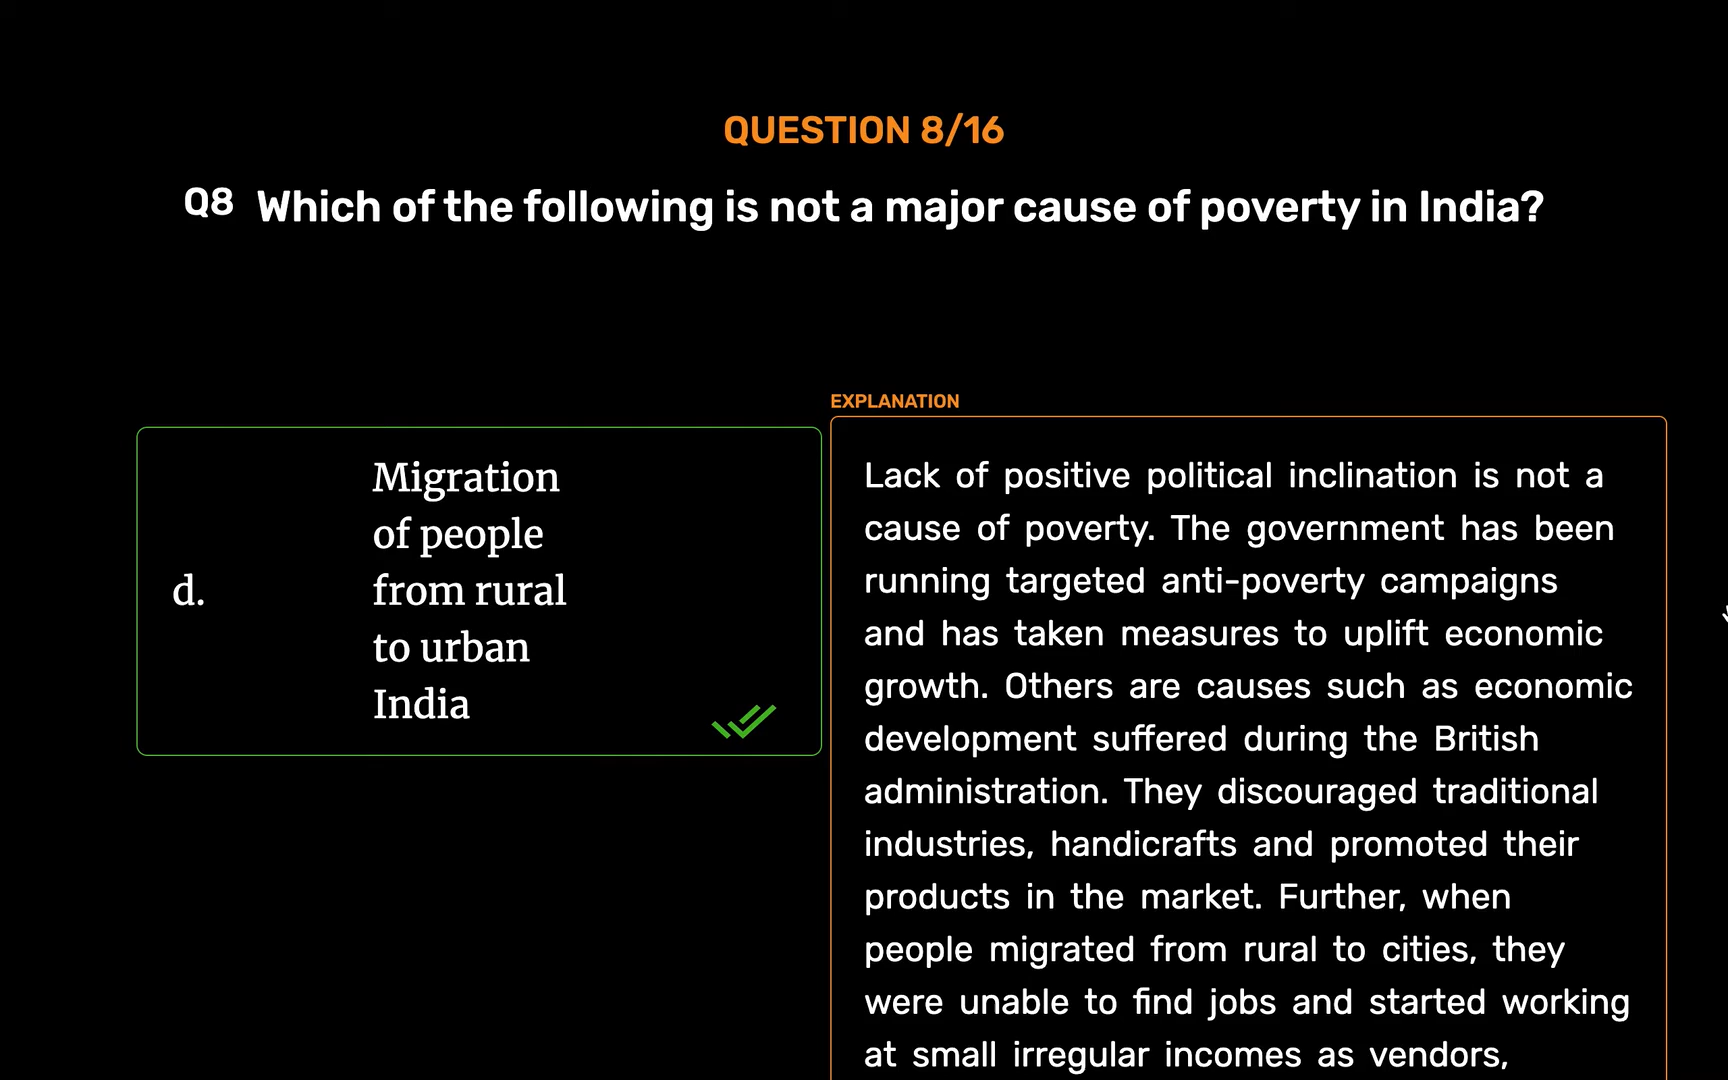 QUESTION 8/16
Q8 Which of the following is not a major cause of poverty in India?
d.
Migration
of people
from rural
to urban
India
EXPLANATION
Lack of positive political inclination is not a
cause of poverty. The government has been
running targeted anti-poverty campaigns
and has taken measures to uplift economic
growth. Others are causes such as economic
development suffered during the British
administration. They discouraged traditional
industries, handicrafts and promoted their
products in the market. Further, when
people migrated from rural to cities, they
were unable to find jobs and started working
at small irregular incomes as vendors,